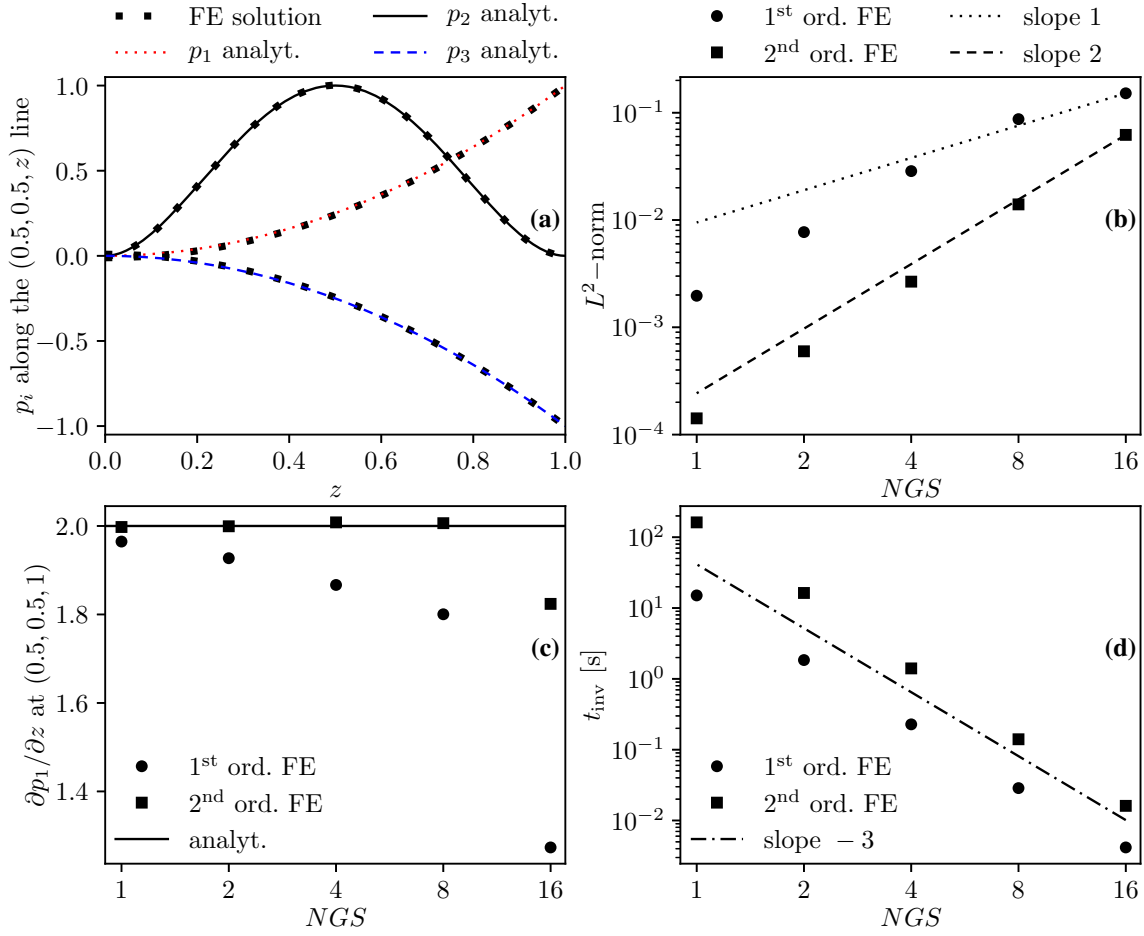 FE solution
p₂ analyt.
p₁ analyt.
p₃ analyt.
1.0
0.5
0.0
−0.5
−1.0
p_i along the (0.5, 0.5, z) line
(a)
0.0 0.2 0.4 0.6 0.8 1.0
z
1ˢᵗ ord. FE
slope 1
2ⁿᵈ ord. FE
slope 2
10⁻¹
10⁻²
10⁻³
10⁻⁴
L²−norm
(b)
1 2 4 8 16
NGS
2.0
1.8
1.6
1.4
∂p₁/∂z at (0.5, 0.5, 1)
(c)
1ˢᵗ ord. FE
2ⁿᵈ ord. FE
analyt.
1 2 4 8 16
NGS
10²
10¹
10⁰
10⁻¹
10⁻²
t_inv [s]
(d)
1ˢᵗ ord. FE
2ⁿᵈ ord. FE
slope − 3
1 2 4 8 16
NGS